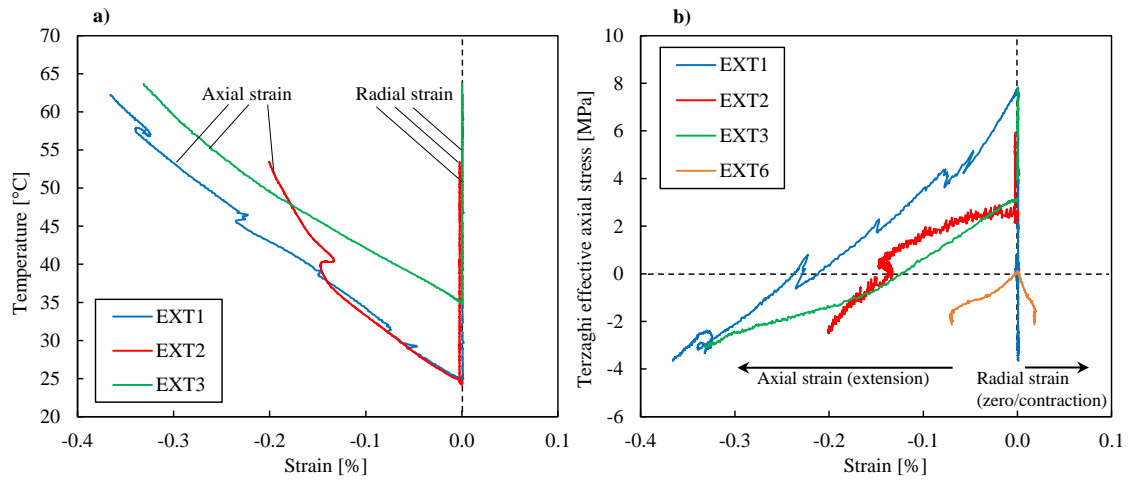 a)
Temperature [°C]
70
65
60
55
50
45
40
35
30
25
20
Axial strain
Radial strain
EXT1
EXT2
EXT3
-0.4
-0.3
-0.2
-0.1
0.0
0.1
Strain [%]
b)
Terzaghi effective axial stress [MPa]
10
8
6
4
2
0
-2
-4
-6
EXT1
EXT2
EXT3
EXT6
Axial strain (extension)
Radial strain
(zero/contraction)
-0.4
-0.3
-0.2
-0.1
0.0
0.1
Strain [%]